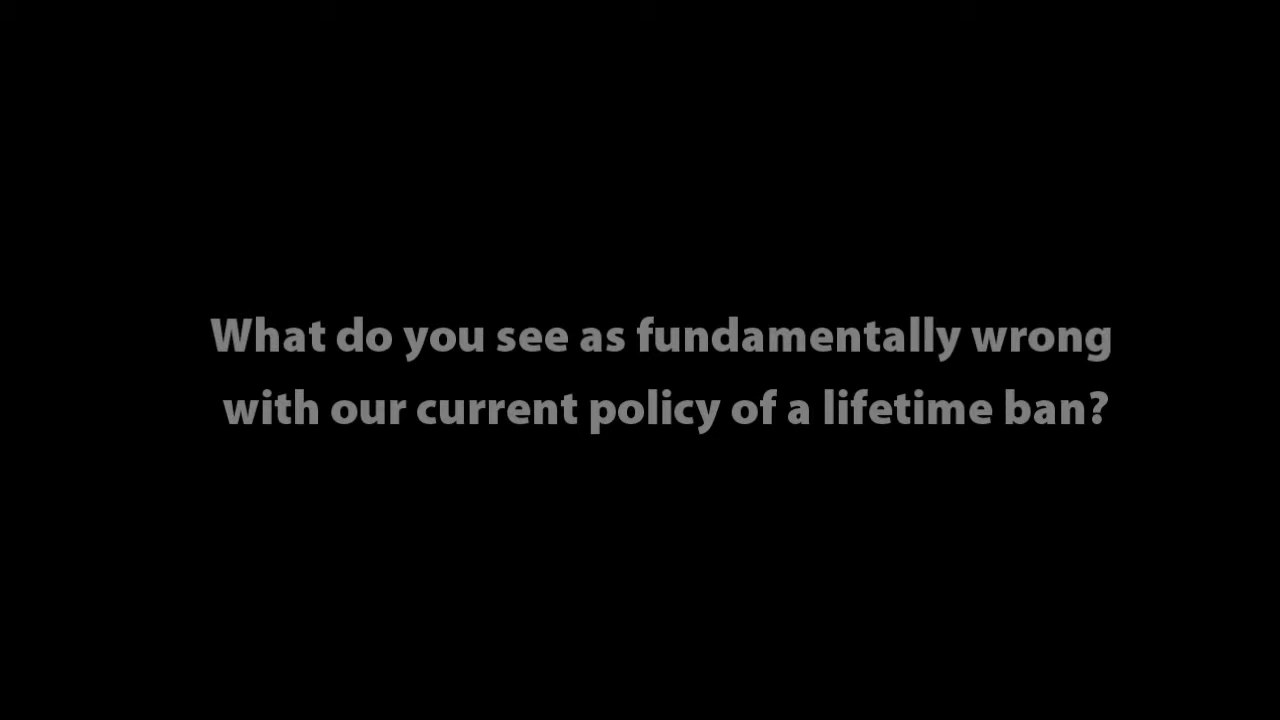 What do you see as fundamentally wrong
with our current policy of a lifetime ban?